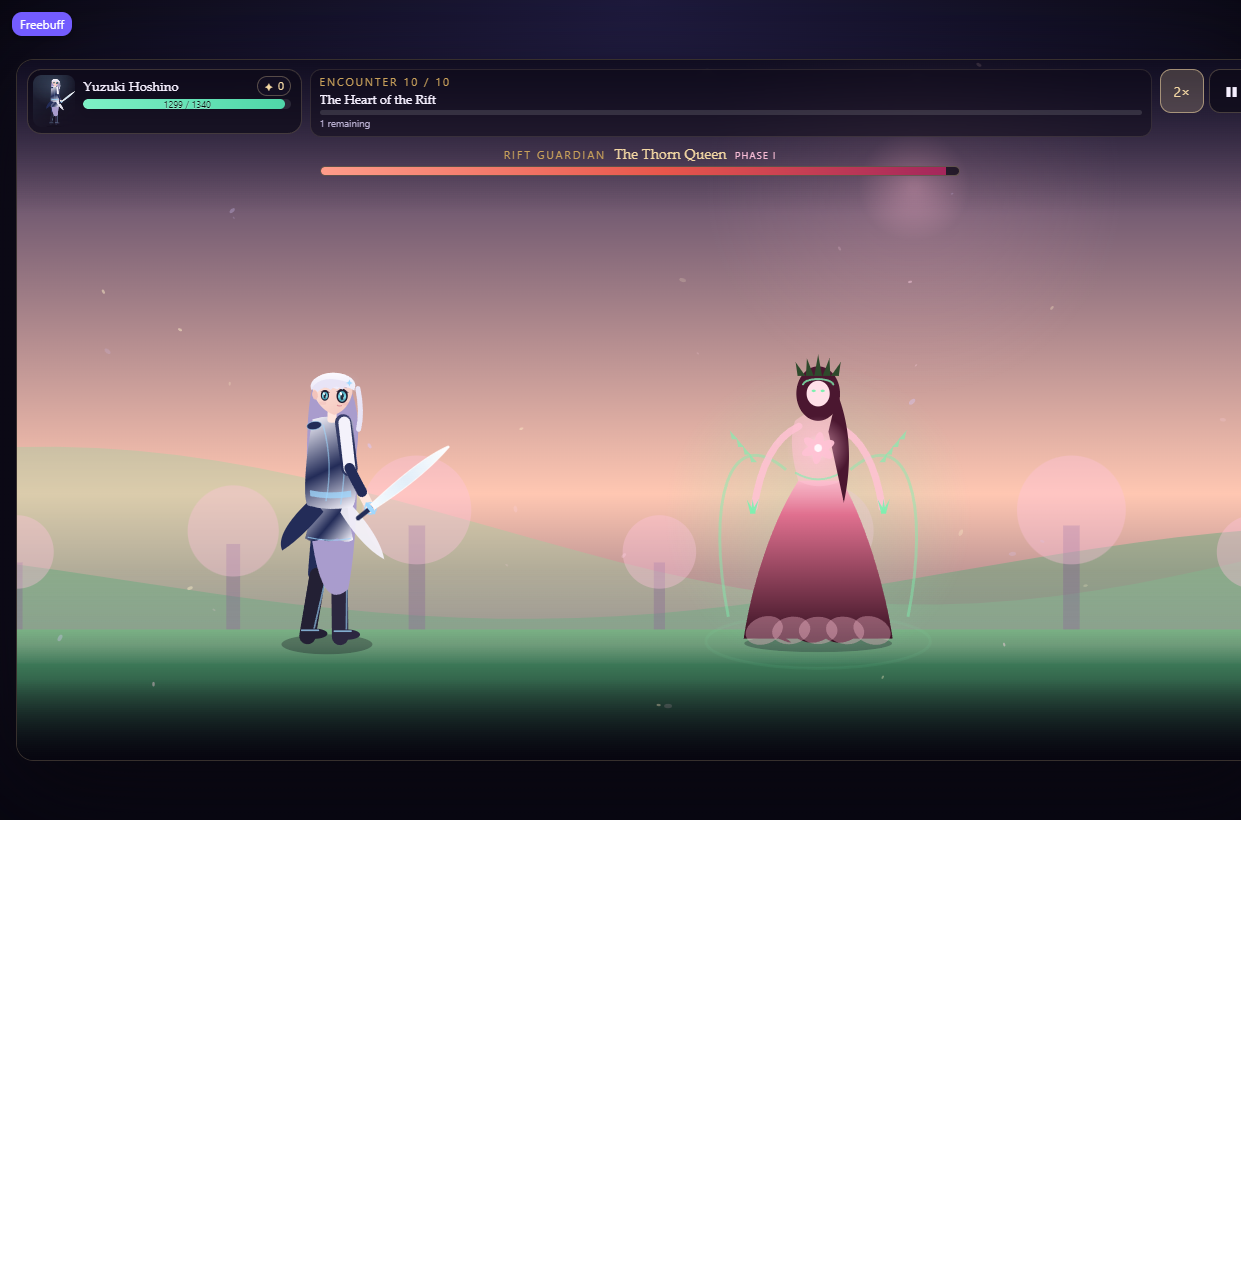 Freebuff
Yuzuki Hoshino
✦ 0
1299 / 1340
ENCOUNTER 10 / 10
The Heart of the Rift
1 remaining
2×
RIFT GUARDIAN The Thorn Queen PHASE I